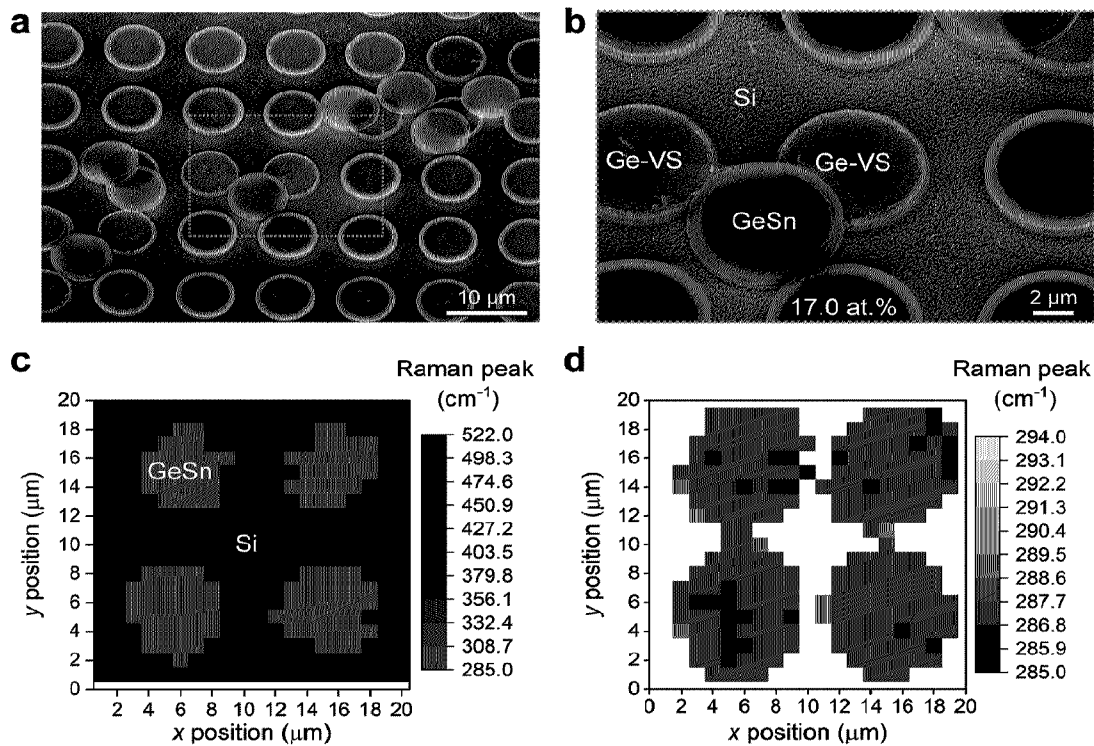 a
10 μm
b
Si
Ge-VS
Ge-VS
GeSn
17.0 at.%
2 μm
c
Raman peak
(cm⁻¹)
20
18
16
14
12
10
8
6
4
2
0
GeSn
Si
522.0
498.3
474.6
450.9
427.2
403.5
379.8
356.1
332.4
308.7
285.0
2 4 6 8 10 12 14 16 18 20
x position (μm)
y position (μm)
d
Raman peak
(cm⁻¹)
20
18
16
14
12
10
8
6
4
2
0
294.0
293.1
292.2
291.3
290.4
289.5
288.6
287.7
286.8
285.9
285.0
0 2 4 6 8 10 12 14 16 18 20
x position (μm)
y position (μm)